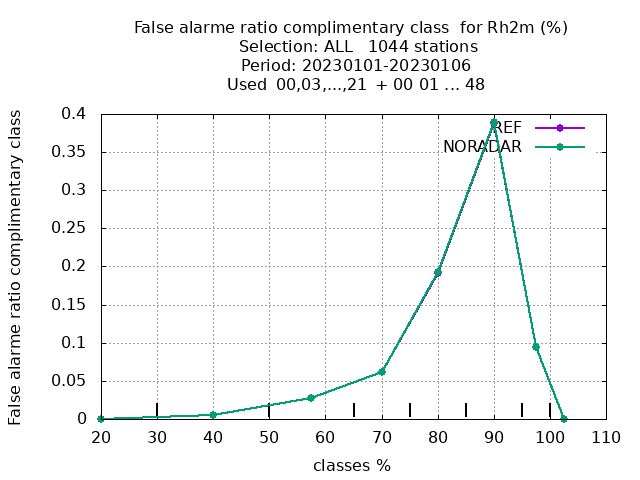 False alarme ratio complimentary class  for Rh2m (%)
Selection: ALL   1044 stations
Period: 20230101-20230106
Used  00,03,...,21  + 00 01 ... 48
False alarme ratio complimentary class
0.4
0.35
0.3
0.25
0.2
0.15
0.1
0.05
0
REF
NORADAR
20 30 40 50 60 70 80 90 100 110
classes %